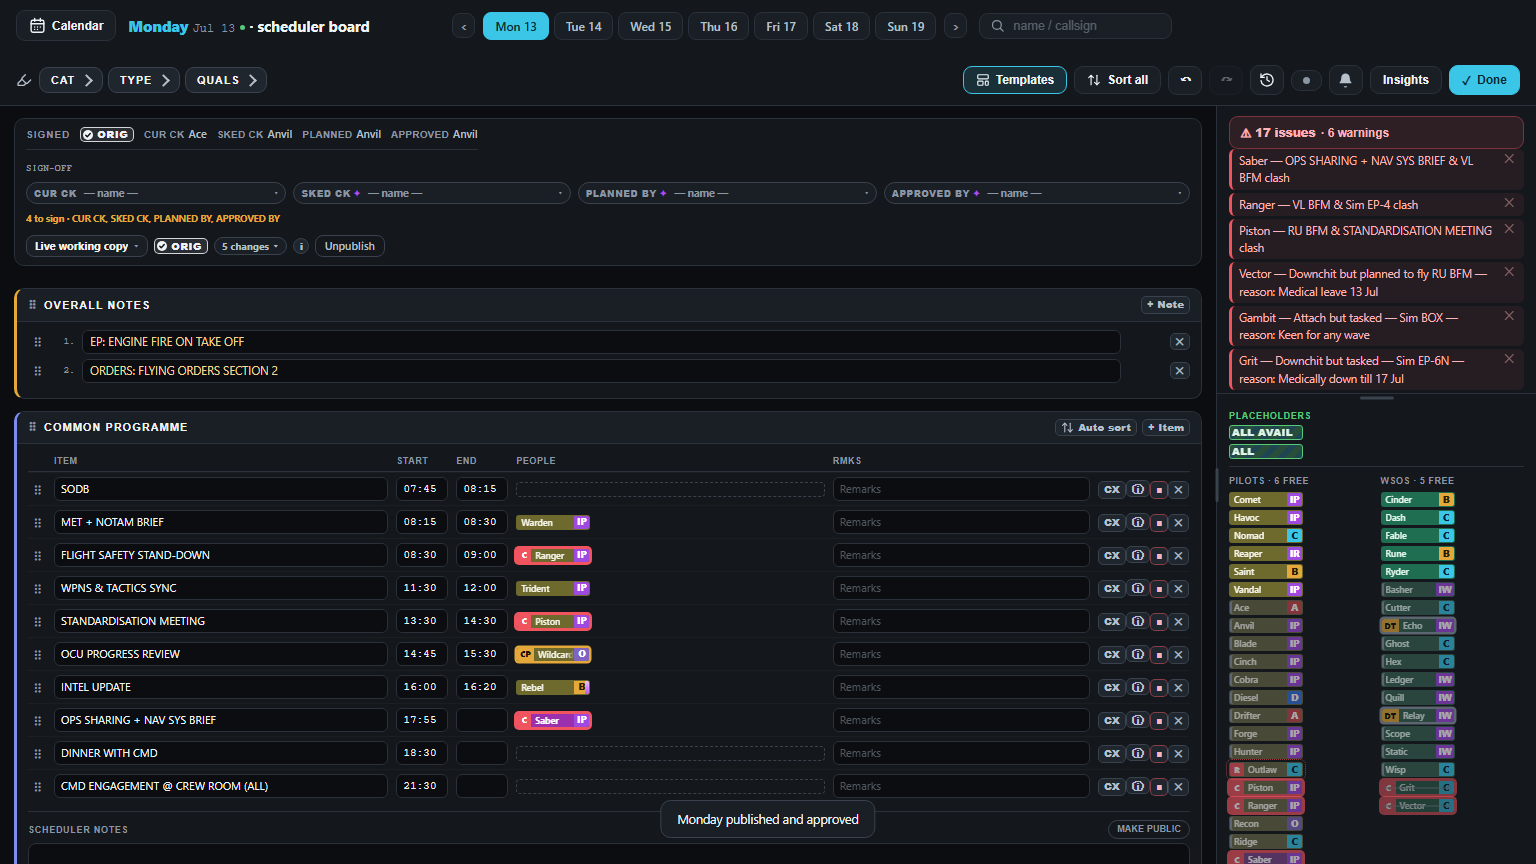 Calendar
Monday Jul 13 • · scheduler board
‹ Mon 13 Tue 14 Wed 15 Thu 16 Fri 17 Sat 18 Sun 19 ›
name / callsign
CAT TYPE QUALS
Templates Sort all Insights ✓ Done
SIGNED ORIG CUR CK Ace SKED CK Anvil PLANNED Anvil APPROVED Anvil
SIGN-OFF
CUR CK — name — SKED CK ✦ — name — PLANNED BY ✦ — name — APPROVED BY ✦ — name —
4 to sign · CUR CK, SKED CK, PLANNED BY, APPROVED BY
Live working copy ORIG 5 changes i Unpublish
OVERALL NOTES + Note
1. EP: ENGINE FIRE ON TAKE OFF ✕
2. ORDERS: FLYING ORDERS SECTION 2 ✕
COMMON PROGRAMME Auto sort + Item
ITEM START END PEOPLE RMKS
SODB 07:45 08:15 Remarks CX
MET + NOTAM BRIEF 08:15 08:30 Warden IP Remarks CX
FLIGHT SAFETY STAND-DOWN 08:30 09:00 C Ranger IP Remarks CX
WPNS & TACTICS SYNC 11:30 12:00 Trident IP Remarks CX
STANDARDISATION MEETING 13:30 14:30 C Piston IP Remarks CX
OCU PROGRESS REVIEW 14:45 15:30 CP Wildcard O Remarks CX
INTEL UPDATE 16:00 16:20 Rebel B Remarks CX
OPS SHARING + NAV SYS BRIEF 17:55 C Saber IP Remarks CX
DINNER WITH CMD 18:30 Remarks CX
CMD ENGAGEMENT @ CREW ROOM (ALL) 21:30 Remarks CX
SCHEDULER NOTES MAKE PUBLIC
Monday published and approved
⚠ 17 issues · 6 warnings
Saber — OPS SHARING + NAV SYS BRIEF & VL
BFM clash
Ranger — VL BFM & Sim EP-4 clash
Piston — RU BFM & STANDARDISATION MEETING
clash
Vector — Downchit but planned to fly RU BFM —
reason: Medical leave 13 Jul
Gambit — Attach but tasked — Sim BOX —
reason: Keen for any wave
Grit — Downchit but tasked — Sim EP-6N —
reason: Medically down till 17 Jul
PLACEHOLDERS
ALL AVAIL
ALL
PILOTS · 6 FREE
Comet IP
Havoc IP
Nomad C
Reaper IR
Saint B
Vandal IP
Ace A
Anvil IP
Blade IP
Cinch IP
Cobra IP
Diesel D
Drifter A
Forge IP
Hunter IP
R Outlaw C
C Piston IP
C Ranger IP
Recon O
Ridge C
C Saber IP
WSOS · 5 FREE
Cinder B
Dash C
Fable C
Rune B
Ryder C
Basher IW
Cutter C
DT Echo IW
Ghost C
Hex C
Ledger IW
Quill IW
DT Relay IW
Scope IW
Static IW
Wisp C
C Grit C
C Vector C